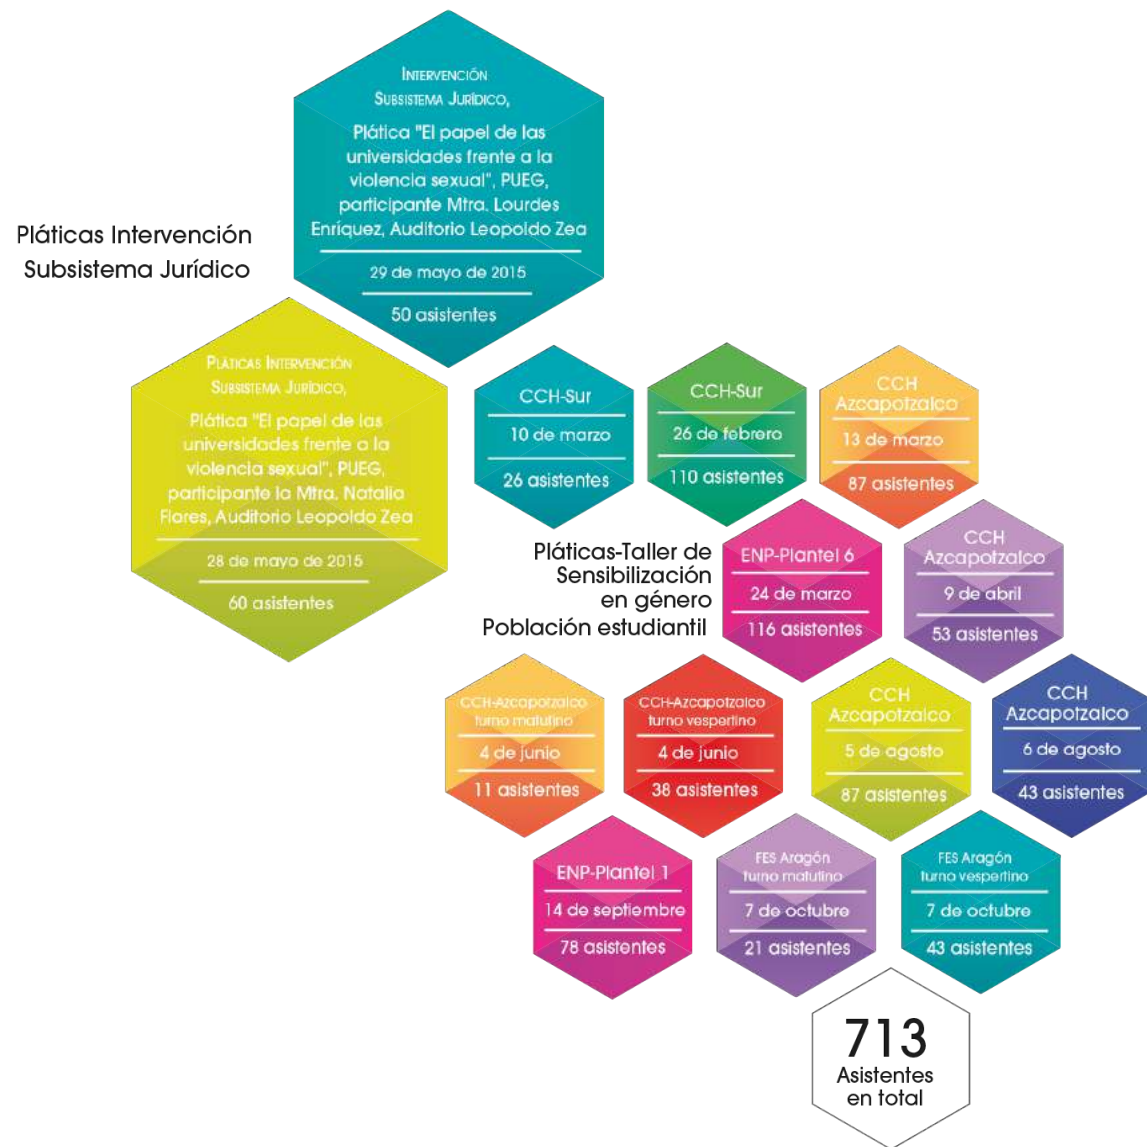 INTERVENCIÓN
SUBSISTEMA JURÍDICO,
Plática "El papel de las
universidades frente a la
violencia sexual", PUEG,
participante Mtra. Lourdes
Enríquez, Auditorio Leopoldo Zea
29 de mayo de 2015
50 asistentes
Pláticas Intervención
Subsistema Jurídico
PLÁTICAS INTERVENCIÓN
SUBSISTEMA JURÍDICO,
Plática "El papel de las
universidades frente a la
violencia sexual", PUEG,
participante la Mtra. Natalia
Flores, Auditorio Leopoldo Zea
28 de mayo de 2015
60 asistentes
CCH-Sur
10 de marzo
26 asistentes
CCH-Sur
26 de febrero
110 asistentes
CCH
Azcapotzalco
13 de marzo
87 asistentes
Pláticas-Taller de
Sensibilización
en género
Población estudiantil
ENP-Plantel 6
24 de marzo
116 asistentes
CCH
Azcapotzalco
9 de abril
53 asistentes
CCH-Azcapotzalco
turno matutino
4 de junio
11 asistentes
CCH-Azcapotzalco
turno vespertino
4 de junio
38 asistentes
CCH
Azcapotzalco
5 de agosto
87 asistentes
CCH
Azcapotzalco
6 de agosto
43 asistentes
ENP-Plantel 1
14 de septiembre
78 asistentes
FES Aragón
turno matutino
7 de octubre
21 asistentes
FES Aragón
turno vespertino
7 de octubre
43 asistentes
713
Asistentes
en total